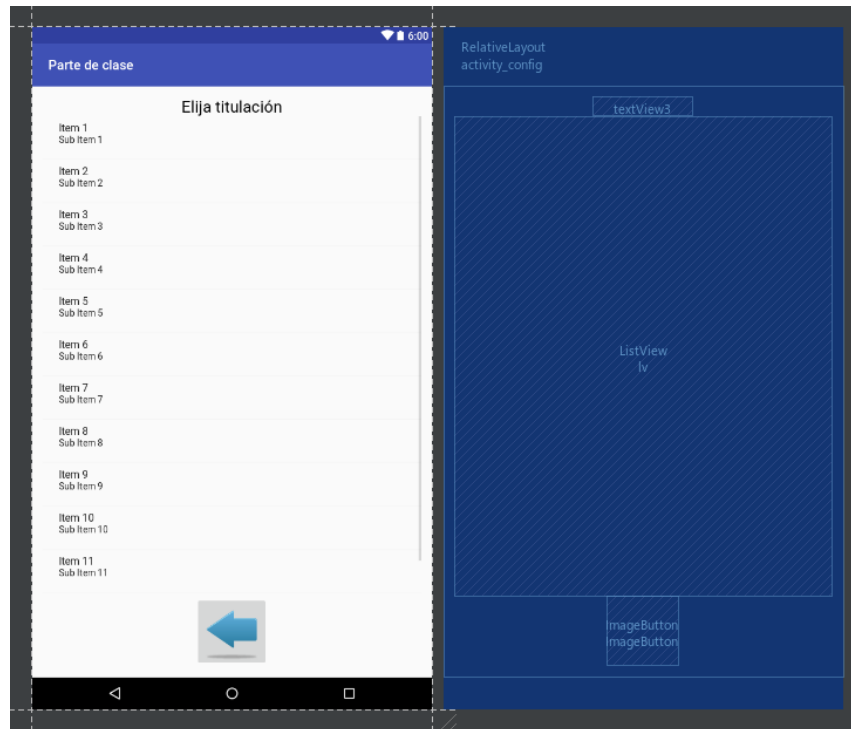 6:00
Parte de clase
Elija titulación
Item 1
Sub Item 1
Item 2
Sub Item 2
Item 3
Sub Item 3
Item 4
Sub Item 4
Item 5
Sub Item 5
Item 6
Sub Item 6
Item 7
Sub Item 7
Item 8
Sub Item 8
Item 9
Sub Item 9
Item 10
Sub Item 10
Item 11
Sub Item 11
RelativeLayout
activity_config
textView3
ListView
lv
ImageButton
ImageButton